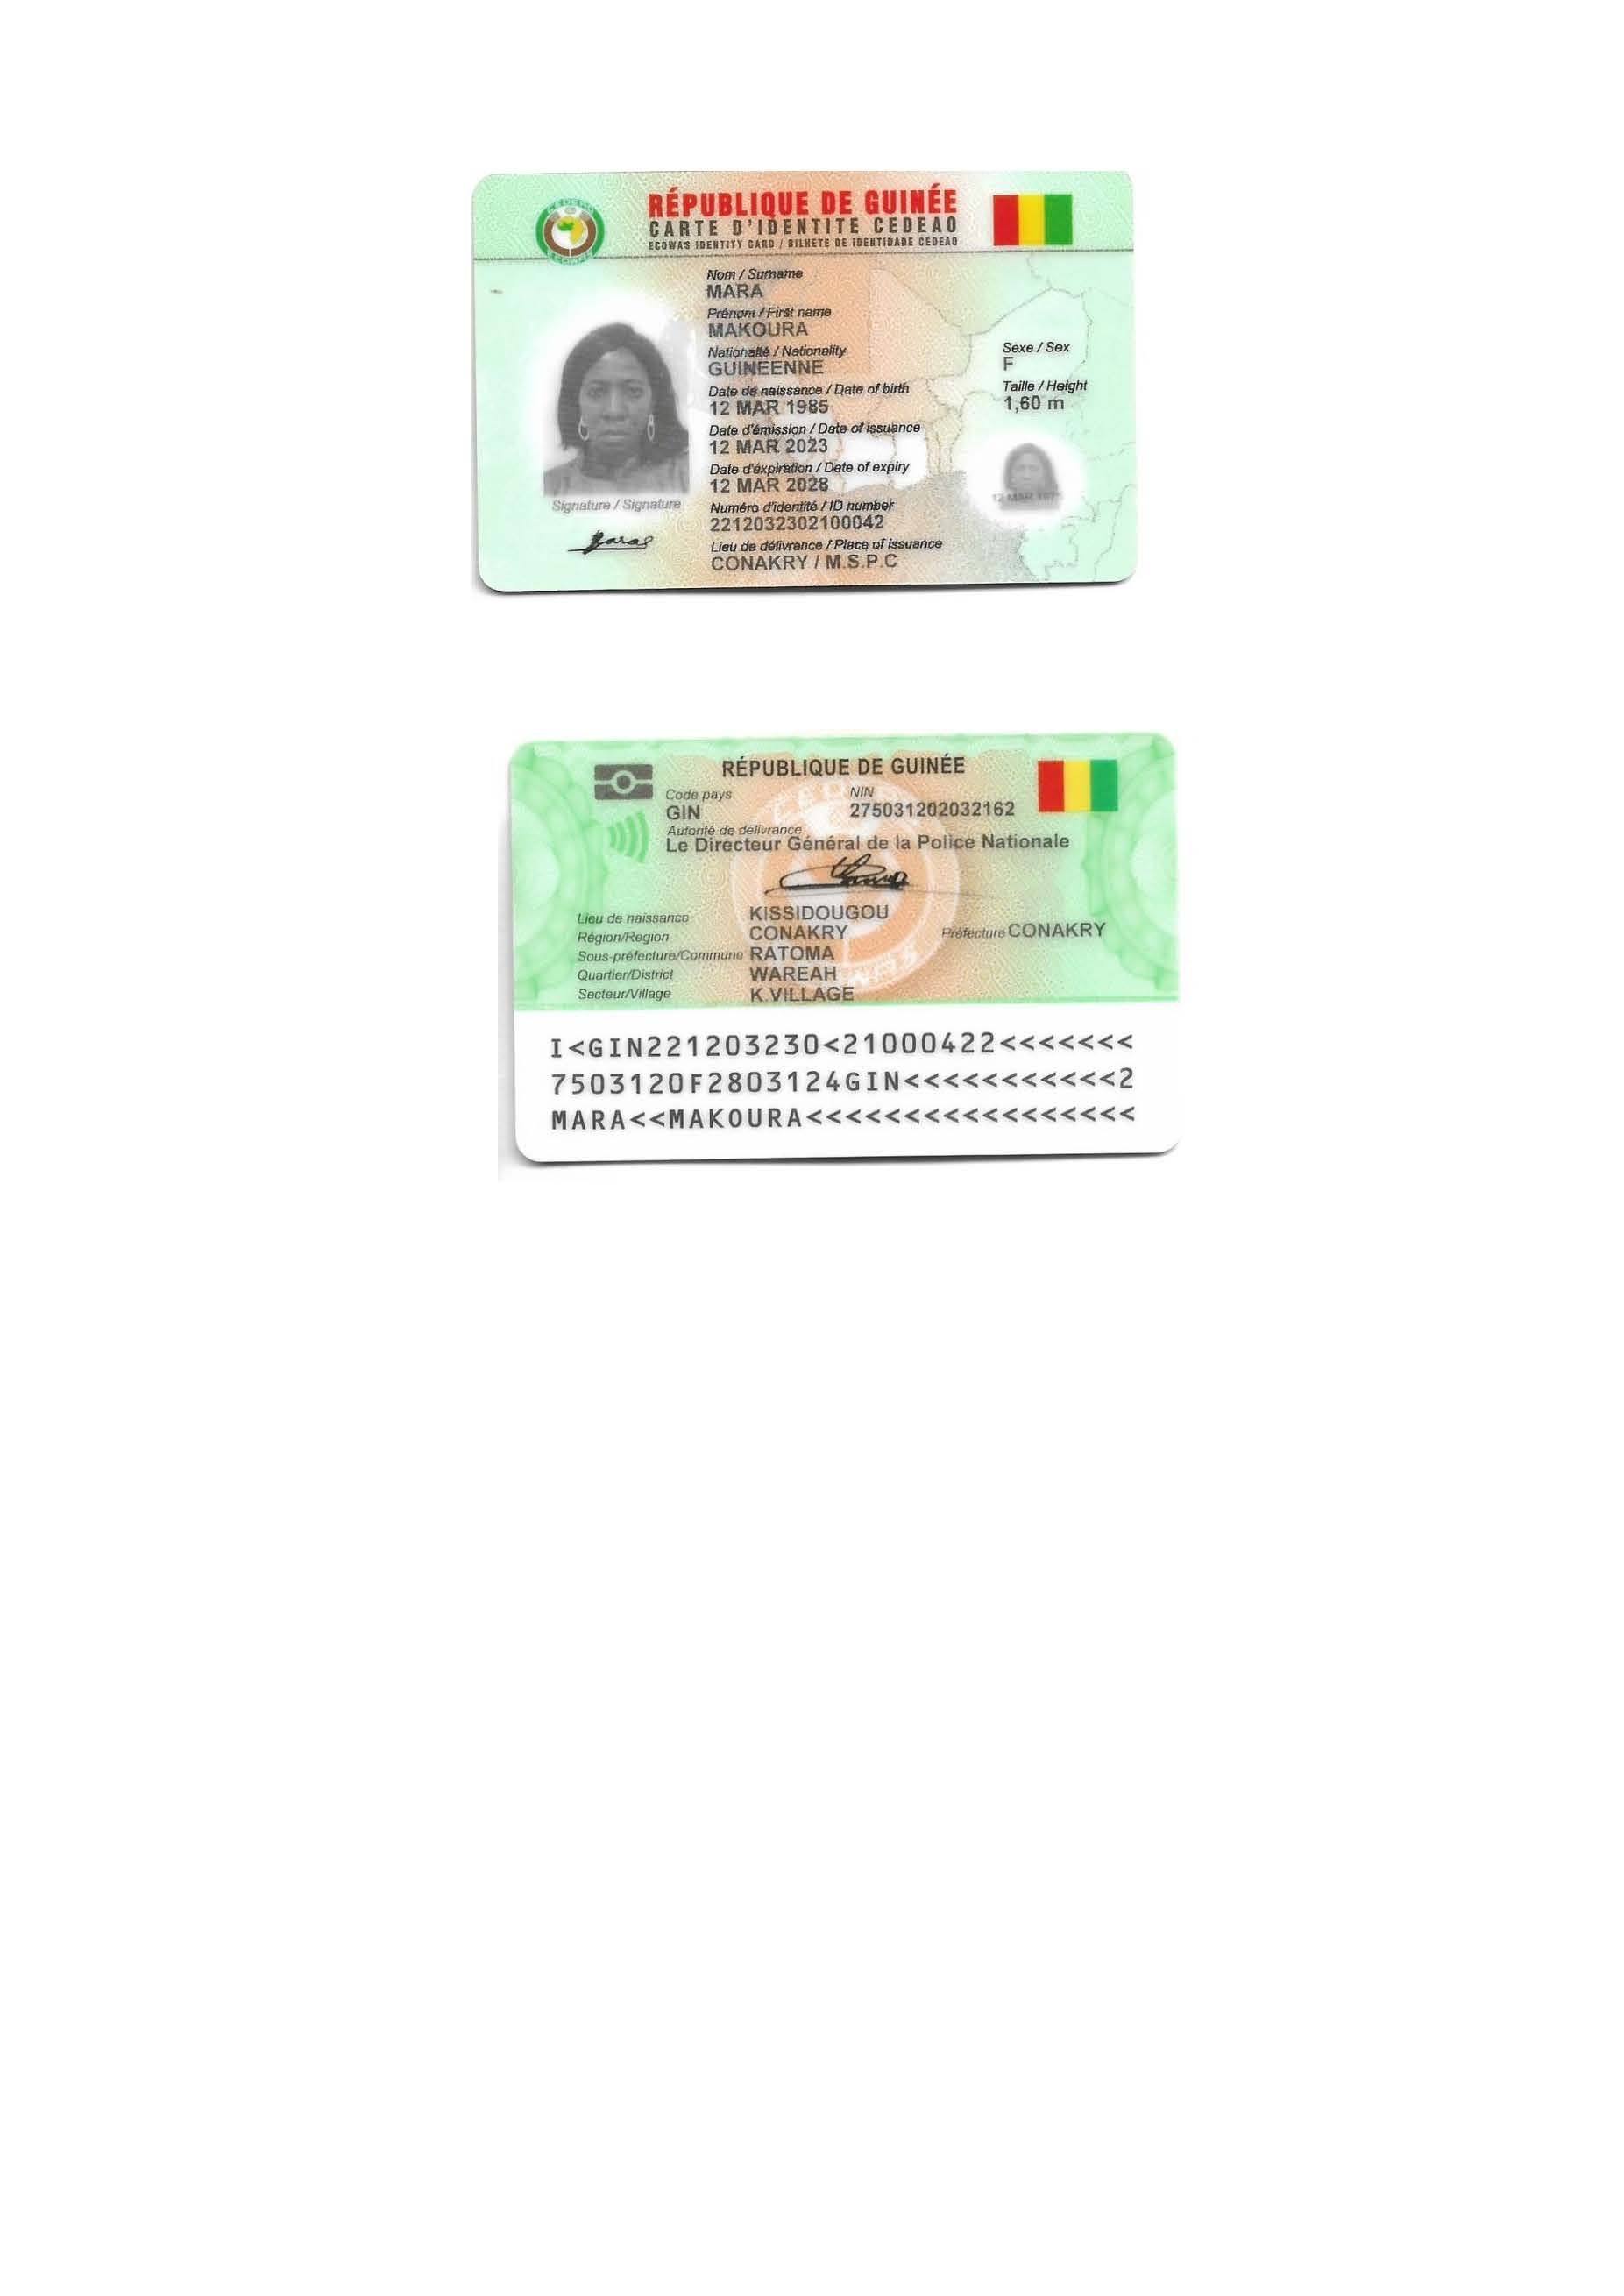 RÉPUBLIQUE DE GUINÉE
CARTE D'IDENTITE CEDEAO
ECOWAS IDENTITY CARD / BILHETE DE IDENTIDADE CEDEAO
CEDEAO
ECOWAS
Nom / Surname
MARA
Prénom / First name
MAKOURA
Nationalité / Nationality
GUINEENNE
Sexe / Sex
F
Date de naissance / Date of birth
12 MAR 1985
Taille / Height
1,60 m
Date d'émission / Date of issuance
12 MAR 2023
Date d'éxpiration / Date of expiry
12 MAR 2028
12 MAR
Signature / Signature
Numéro d'identité / ID number
2212032302100042
Lieu de délivrance / Place of issuance
CONAKRY / M.S.P.C
RÉPUBLIQUE DE GUINÉE
Code pays NIN
GIN 275031202032162
Autorité de délivrance
Le Directeur Général de la Police Nationale
Lieu de naissance KISSIDOUGOU
Région/Region CONAKRY Préfecture CONAKRY
Sous-préfecture/Commune RATOMA
Quartier/District WAREAH
Secteur/Village K.VILLAGE
I<GIN221203230<21000422<<<<<<<
7503120F2803124GIN<<<<<<<<<<<2
MARA<<MAKOURA<<<<<<<<<<<<<<<<<